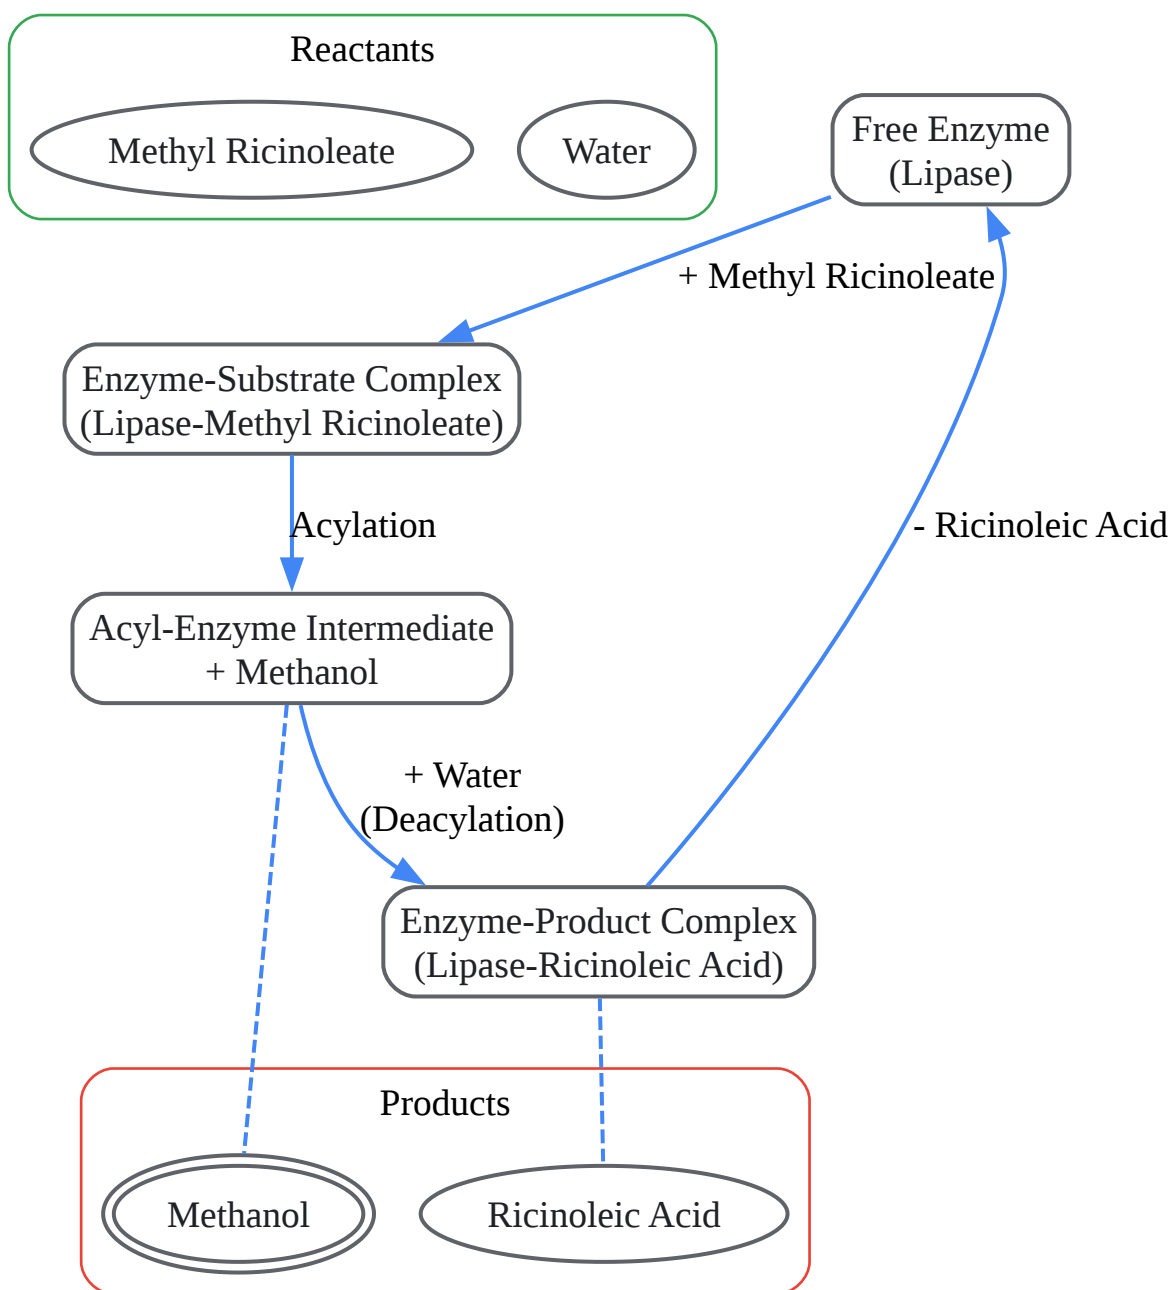 Reactants
Methyl Ricinoleate
Water
Free Enzyme
(Lipase)
+ Methyl Ricinoleate
Enzyme-Substrate Complex
(Lipase-Methyl Ricinoleate)
Acylation
- Ricinoleic Acid
Acyl-Enzyme Intermediate
+ Methanol
+ Water
(Deacylation)
Enzyme-Product Complex
(Lipase-Ricinoleic Acid)
Products
Methanol
Ricinoleic Acid